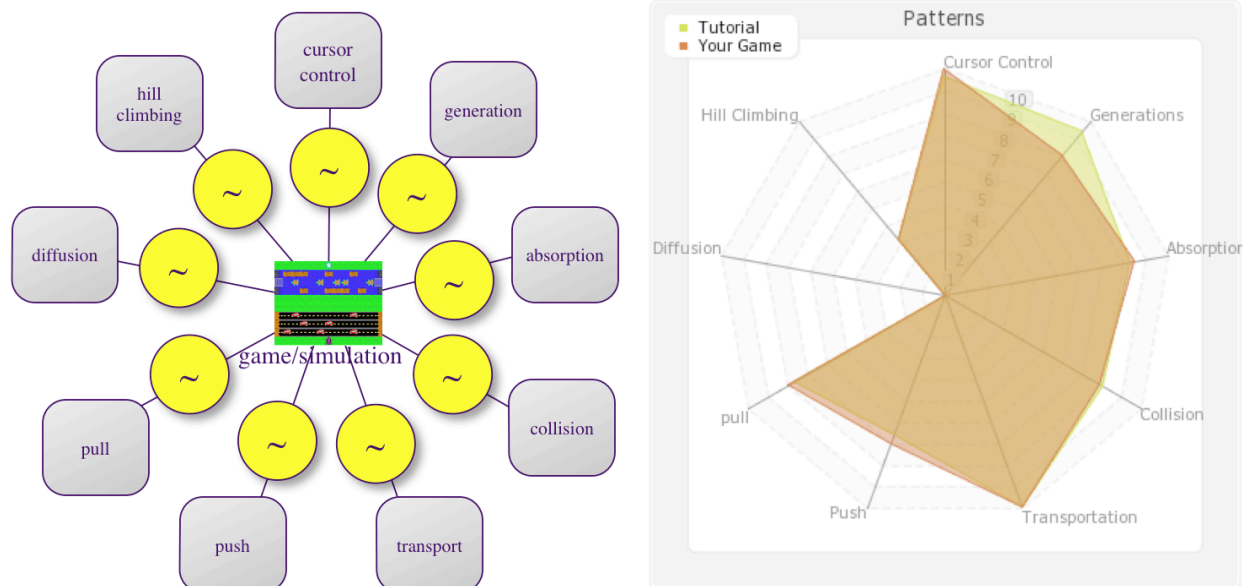 cursor
control
hill
climbing
generation
~
~
~
diffusion
~
~
absorption
game/simulation
~
~
pull
collision
~
~
push
transport
Patterns
Tutorial
Your Game
Cursor Control
10
9
8
7
6
5
4
3
2
1
Hill Climbing
Generations
Diffusion
Absorption
pull
Collision
Push
Transportation